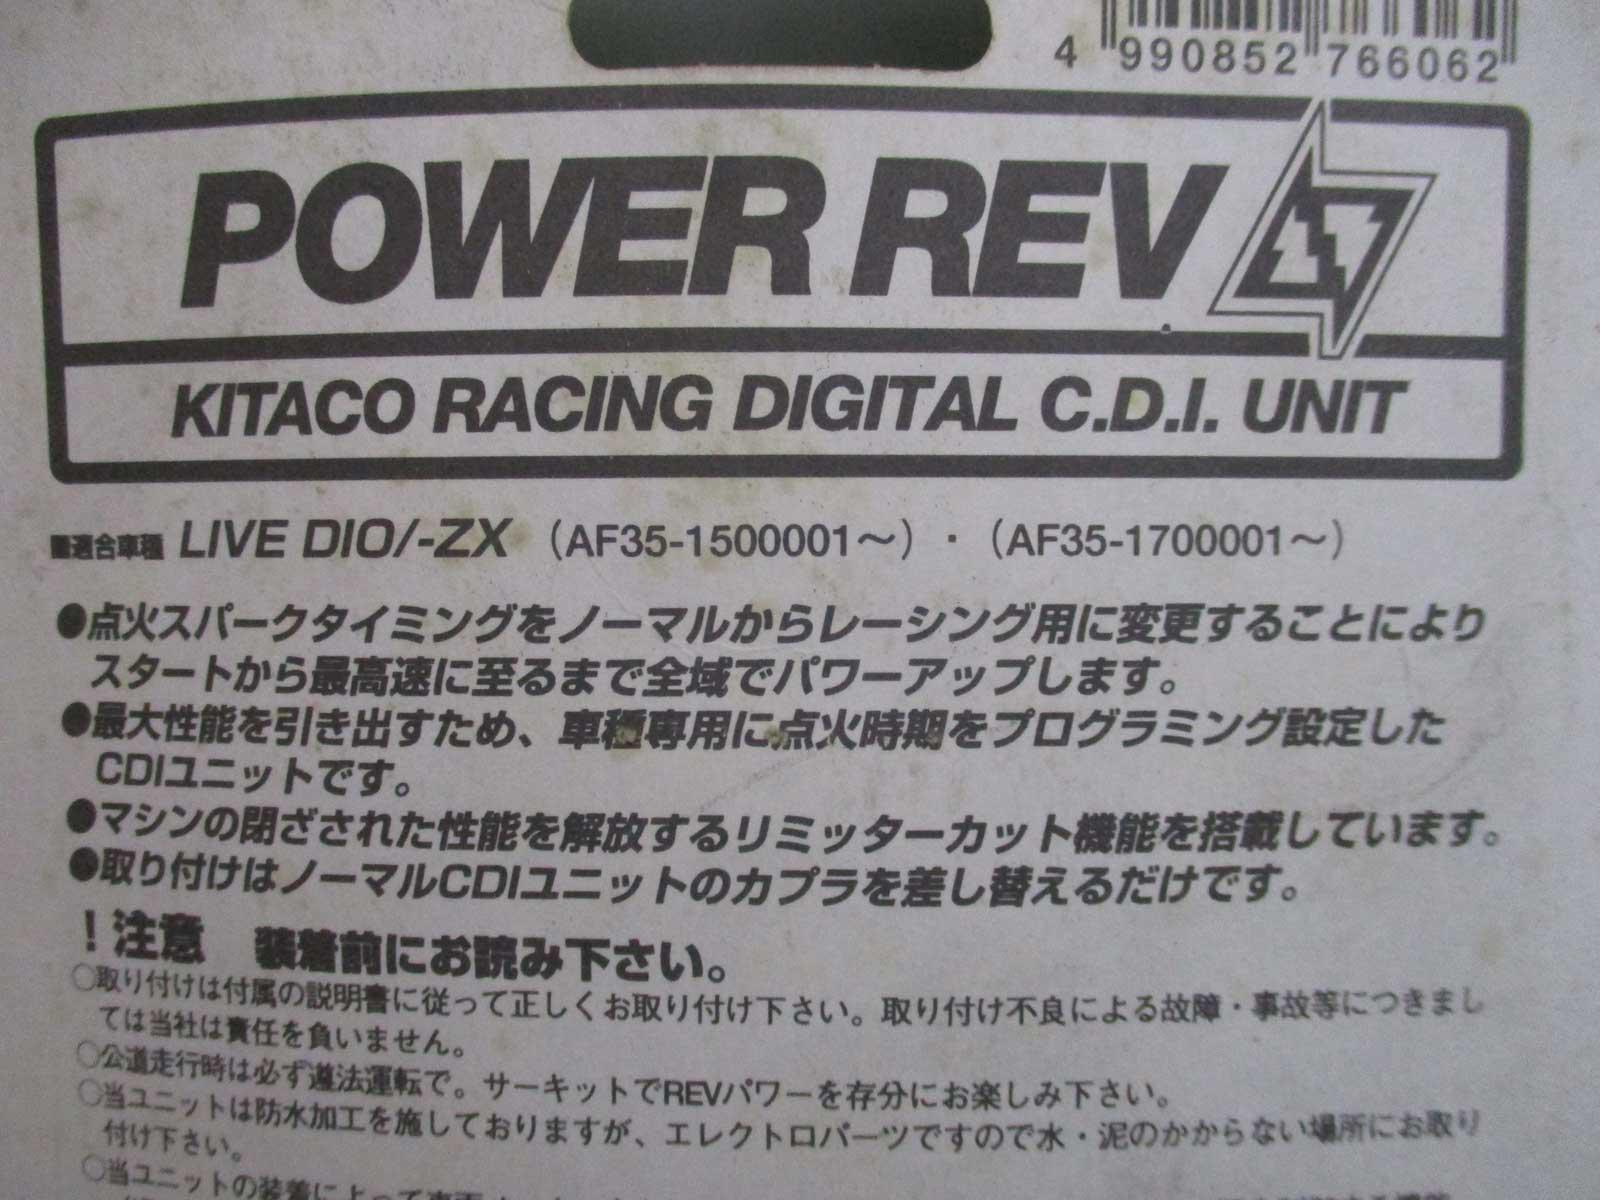 4 990852 766062
POWER REV
KITACO RACING DIGITAL C.D.I. UNIT
■適合車種 LIVE DIO/-ZX (AF35-1500001～)・(AF35-1700001～)
●点火スパークタイミングをノーマルからレーシング用に変更することにより
スタートから最高速に至るまで全域でパワーアップします。
●最大性能を引き出すため、車種専用に点火時期をプログラミング設定した
CDIユニットです。
●マシンの閉ざされた性能を解放するリミッターカット機能を搭載しています。
●取り付けはノーマルCDIユニットのカプラを差し替えるだけです。
！注意 装着前にお読み下さい。
○取り付けは付属の説明書に従って正しくお取り付け下さい。取り付け不良による故障・事故等につきまし
ては当社は責任を負いません。
○公道走行時は必ず遵法運転で。サーキットでREVパワーを存分にお楽しみ下さい。
○当ユニットは防水加工を施しておりますが、エレクトロパーツですので水・泥のかからない場所にお取り
付け下さい。
○当ユニットの装着によって車両